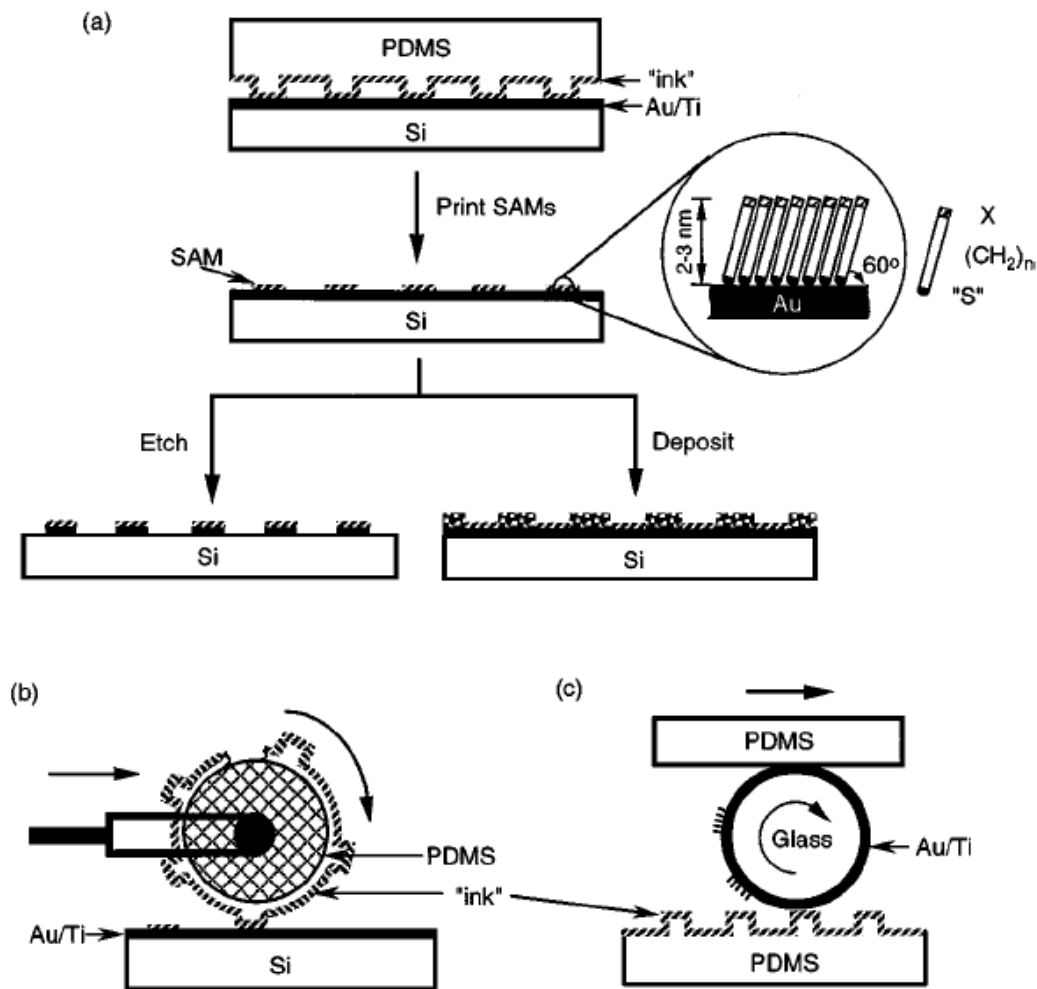 (a)
PDMS
"ink"
Au/Ti
Si
Print SAMs
SAM
Si
2-3 nm
60°
Au
X
(CH2)n
"S"
Etch
Deposit
Si
Si
(b)
PDMS
"ink"
Au/Ti
Si
(c)
PDMS
Glass
Au/Ti
PDMS